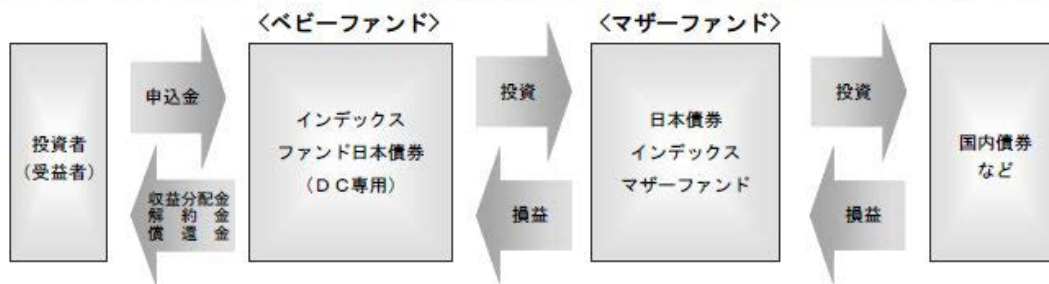 〈ベビーファンド〉
〈マザーファンド〉
投資者
（受益者）
申込金
収益分配金
解約金
償還金
インデックス
ファンド日本債券
（ＤＣ専用）
投資
損益
日本債券
インデックス
マザーファンド
投資
損益
国内債券
など